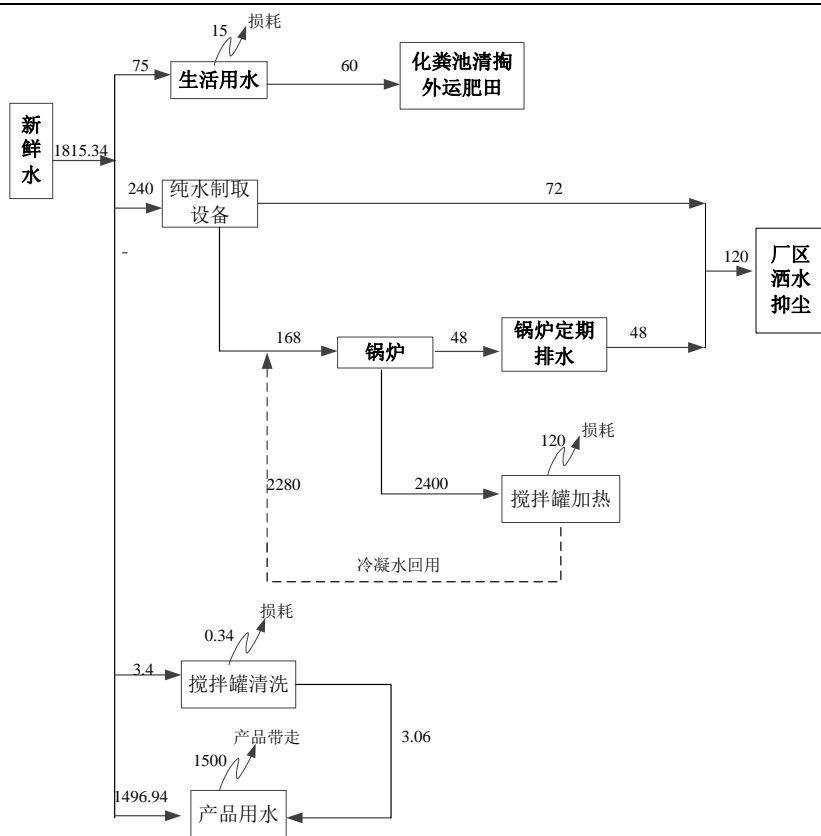 15
损耗
75
生活用水
60
化粪池清掏
外运肥田
新
鲜
水
1815.34
240
纯水制取
设备
72
120
厂区
洒水
抑尘
168
锅炉
48
锅炉定期
排水
48
120
损耗
2280
2400
搅拌罐加热
冷凝水回用
0.34
损耗
3.4
搅拌罐清洗
3.06
产品带走
1500
1496.94
产品用水